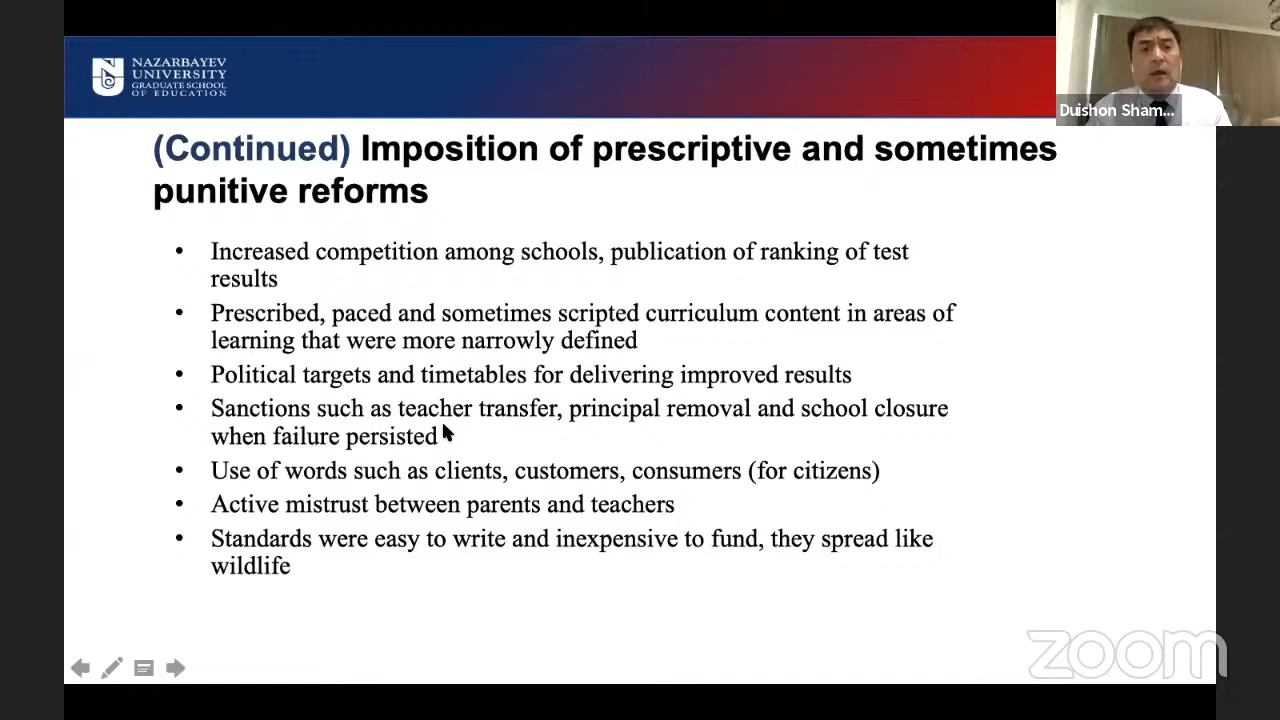 NAZARBAYEV
UNIVERSITY
GRADUATE SCHOOL
OF EDUCATION
Duishon Sham...
(Continued) Imposition of prescriptive and sometimes
punitive reforms
• Increased competition among schools, publication of ranking of test
results
• Prescribed, paced and sometimes scripted curriculum content in areas of
learning that were more narrowly defined
• Political targets and timetables for delivering improved results
• Sanctions such as teacher transfer, principal removal and school closure
when failure persisted
• Use of words such as clients, customers, consumers (for citizens)
• Active mistrust between parents and teachers
• Standards were easy to write and inexpensive to fund, they spread like
wildlife
zoom